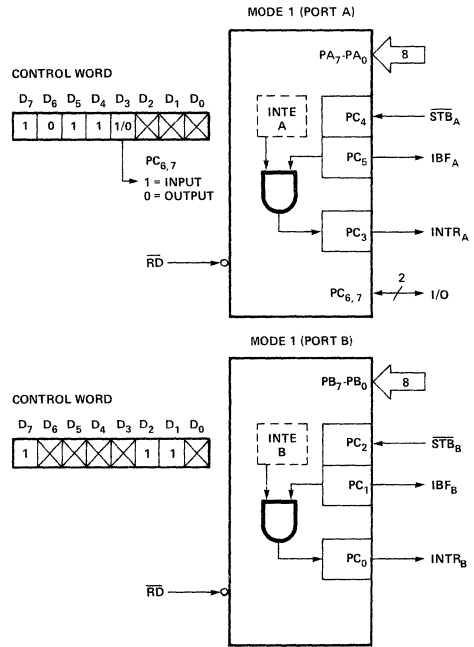 MODE 1 (PORT A)
PA7-PA0
8
CONTROL WORD
D7 D6 D5 D4 D3 D2 D1 D0
1 0 1 1 1/0
PC6, 7
1 = INPUT
0 = OUTPUT
INTE
A
PC4
STBA
PC5
IBFA
PC3
INTRA
RD
PC6, 7
2
I/O
MODE 1 (PORT B)
PB7-PB0
8
CONTROL WORD
D7 D6 D5 D4 D3 D2 D1 D0
1 1 1
INTE
B
PC2
STBB
PC1
IBFB
PC0
INTRB
RD